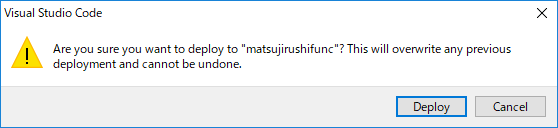 Visual Studio Code
Are you sure you want to deploy to "matsujirushifunc"? This will overwrite any previous
deployment and cannot be undone.
Deploy
Cancel